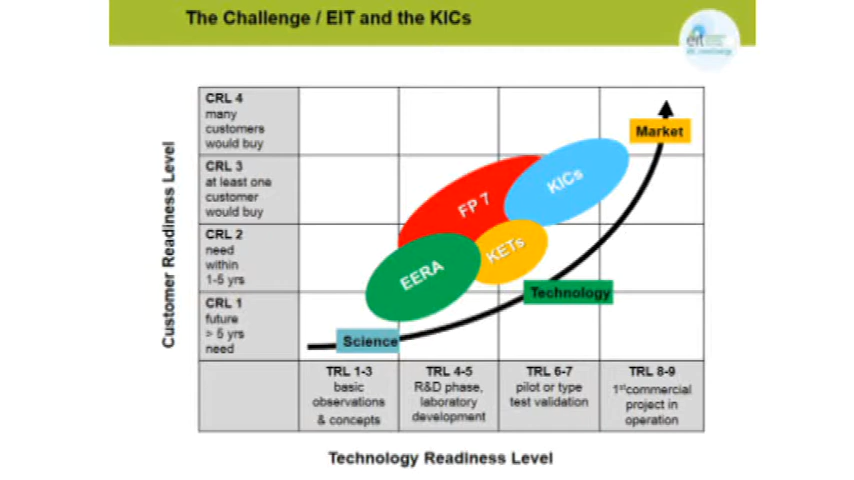 The Challenge / EIT and the KICs
eit
CRL 4
many
customers
would buy
CRL 3
at least one
customer
would buy
CRL 2
need
within
1-5 yrs
CRL 1
future
> 5 yrs
need
Customer Readiness Level
Market
KICs
FP 7
KETs
EERA
Technology
Science
TRL 1-3
basic
observations
& concepts
TRL 4-5
R&D phase,
laboratory
development
TRL 6-7
pilot or type
test validation
TRL 8-9
1st commercial
project in
operation
Technology Readiness Level